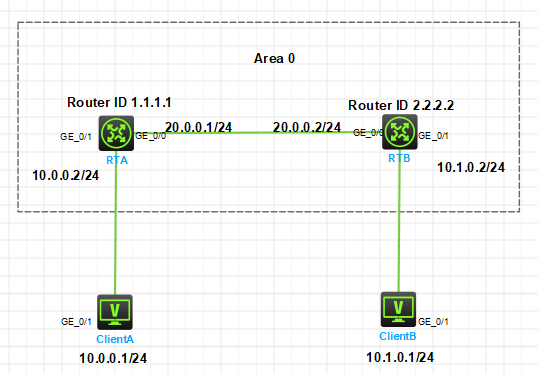 Area 0
Router ID 1.1.1.1
Router ID 2.2.2.2
GE_0/1
GE_0/0
20.0.0.1/24
20.0.0.2/24
GE_0/0
GE_0/1
RTA
RTB
10.0.0.2/24
10.1.0.2/24
V
V
GE_0/1
GE_0/1
ClientA
ClientB
10.0.0.1/24
10.1.0.1/24